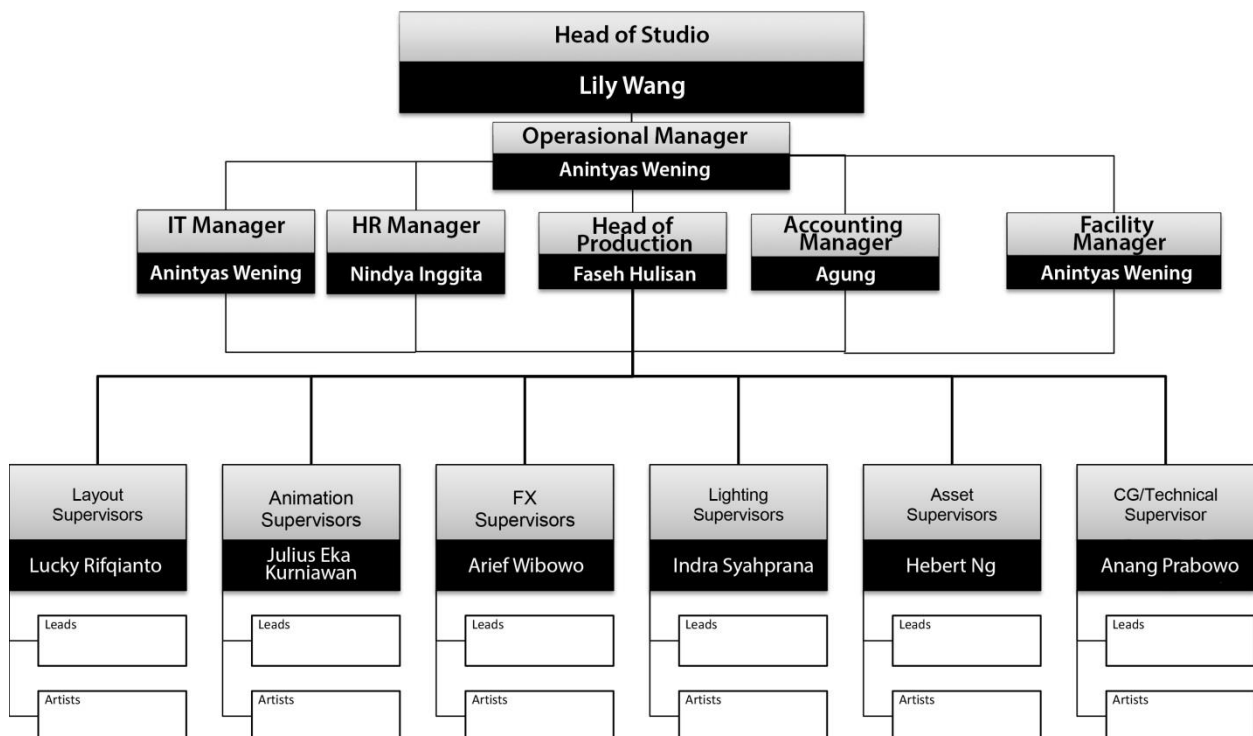 Head of Studio
Lily Wang
Operasional Manager
Anintyas Wening
IT Manager
Anintyas Wening
HR Manager
Nindya Inggita
Head of
Production
Faseh Hulisan
Accounting
Manager
Agung
Facility
Manager
Anintyas Wening
Layout
Supervisors
Lucky Rifqianto
Leads
Artists
Animation
Supervisors
Julius Eka
Kurniawan
Leads
Artists
FX
Supervisors
Arief Wibowo
Leads
Artists
Lighting
Supervisors
Indra Syahprana
Leads
Artists
Asset
Supervisors
Hebert Ng
Leads
Artists
CG/Technical
Supervisor
Anang Prabowo
Leads
Artists